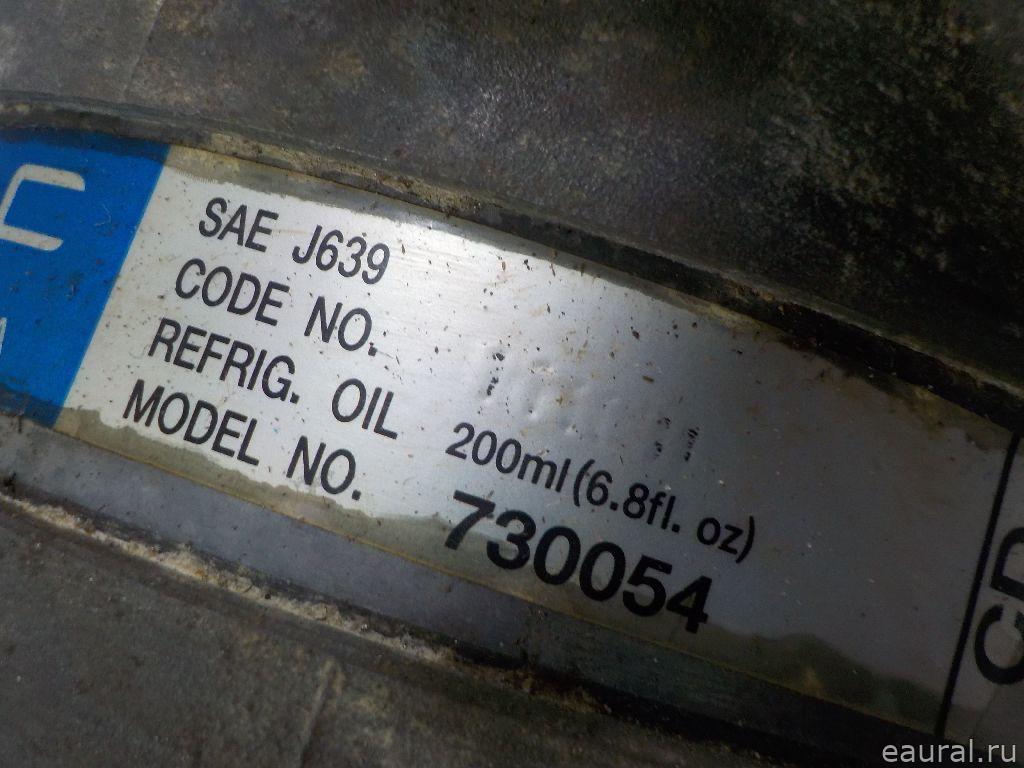 SAE J639
CODE NO.
REFRIG. OIL 200ml (6.8fl. oz)
MODEL NO. 730054
eaural.ru